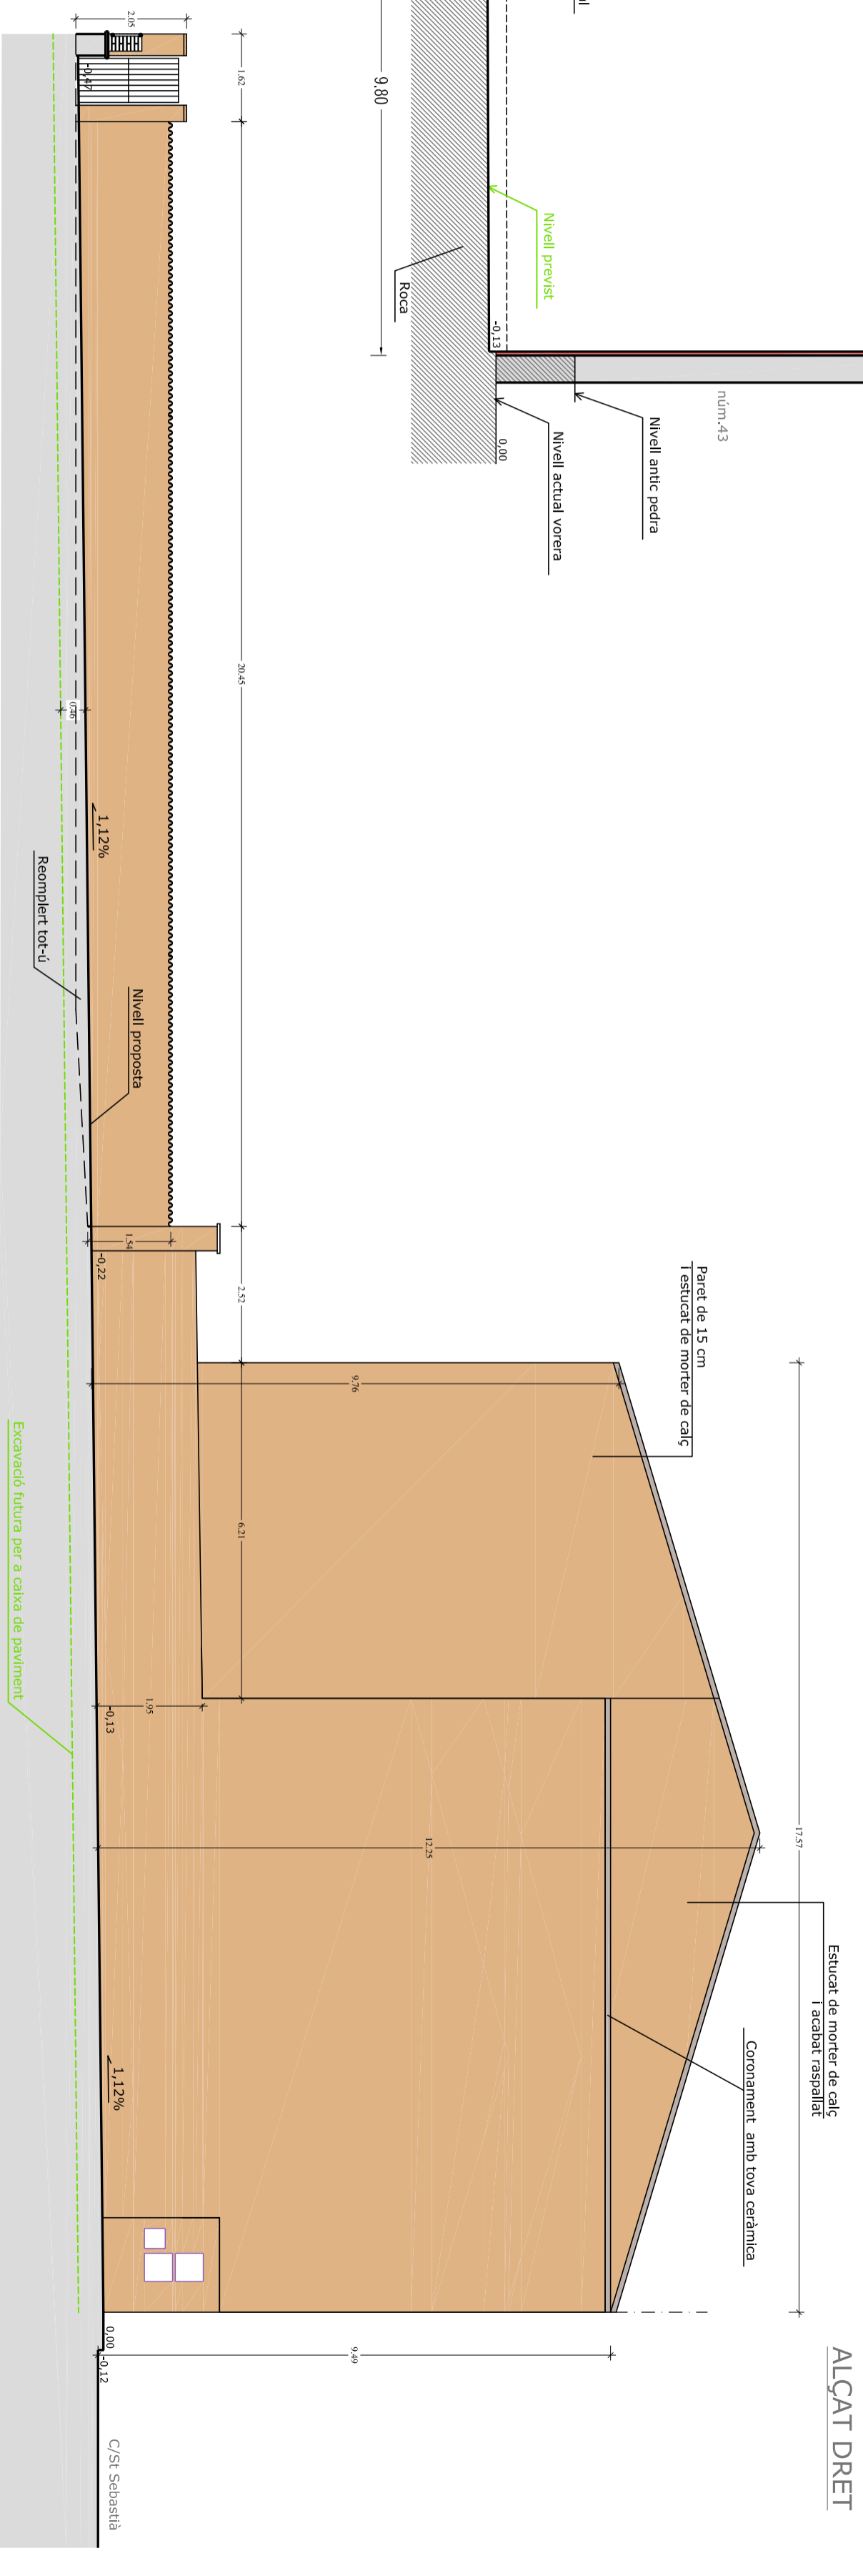 9.80
Nivell previst
Roca
-0,13
núm.43
Nivell antic pedra
0,00
Nivell actual vorera
ALÇAT DRET
17.57
Estucat de morter de calç
i acabat raspallat
Coronament amb tova ceràmica
Paret de 15 cm
i estucat de morter de calç
2.05
1.62
20.45
2.52
6.21
-0,47
0.46
1,12%
Reomplert tot-ú
Nivell proposta
1.54
-0,22
9.76
1.95
-0,13
12.25
1,12%
9.49
0,00
-0,12
C/St Sebastià
Excavació futura per a caixa de paviment